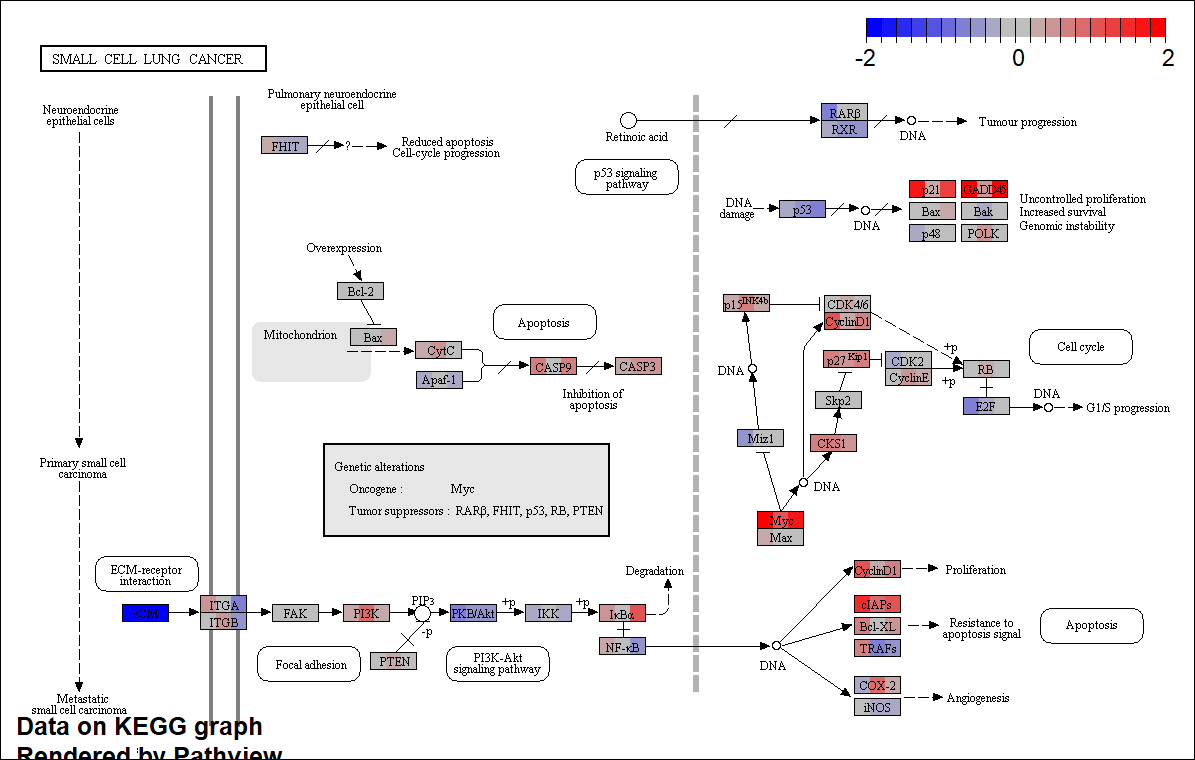 -2
0
2
SMALL CELL LUNG CANCER
Neuroendocrine
epithelial cells
Pulmonary neuroendocrine
epithelial cell
FHIT
?
Reduced apoptosis
Cell-cycle progression
Retinoic acid
RARβ
RXR
DNA
Tumour progression
p53 signaling
pathway
DNA
damage
p53
DNA
p21
GADD45
Bax
Bak
p48
POLK
Uncontrolled proliferation
Increased survival
Genomic instability
Overexpression
Bcl-2
Mitochondrion
Bax
Apoptosis
CytC
Apaf-1
CASP9
CASP3
Inhibition of
apoptosis
p15INK4b
CDK4/6
CyclinD1
Cell cycle
DNA
p27Kip1
CDK2
CyclinE
+p
+p
RB
Skp2
E2F
DNA
G1/S progression
Miz1
CKS1
DNA
Myc
Max
Primary small cell
carcinoma
Genetic alterations
Oncogene : Myc
Tumor suppressors : RARβ, FHIT, p53, RB, PTEN
ECM-receptor
interaction
ECM
ITGA
ITGB
FAK
PI3K
PIP3
-p
PTEN
PKB/Akt
+p
IKK
+p
IκBα
Degradation
NF-κB
Focal adhesion
PI3K-Akt
signaling pathway
DNA
CyclinD1
Proliferation
cIAPs
Bcl-XL
TRAFs
Resistance to
apoptosis signal
Apoptosis
COX-2
iNOS
Angiogenesis
Metastatic
small cell carcinoma
Data on KEGG graph
Rendered by Pathview